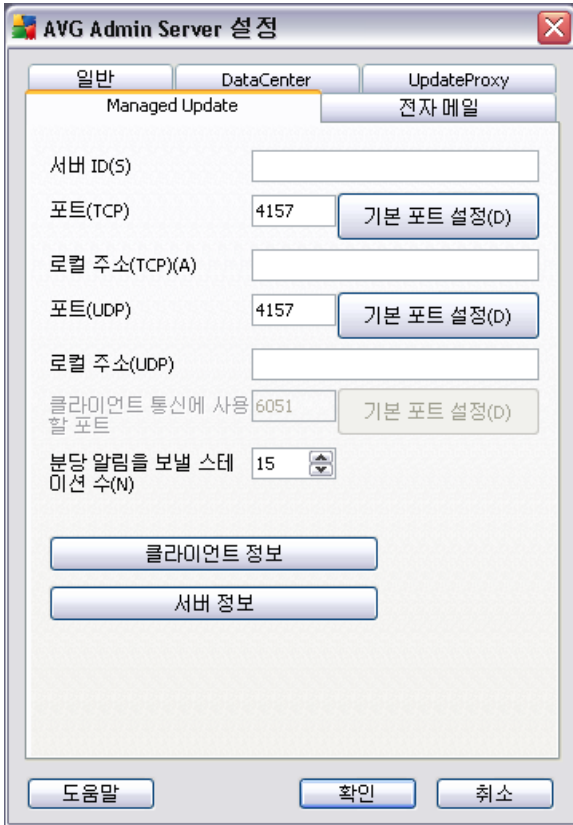 AVG Admin Server 설정
일반
DataCenter
UpdateProxy
Managed Update
전자 메일
서버 ID(S)
포트(TCP)
4157
기본 포트 설정(D)
로컬 주소(TCP)(A)
포트(UDP)
4157
기본 포트 설정(D)
로컬 주소(UDP)
클라이언트 통신에 사용
할 포트
6051
기본 포트 설정(D)
분당 알림을 보낼 스테
이션 수(N)
15
클라이언트 정보
서버 정보
도움말
확인
취소